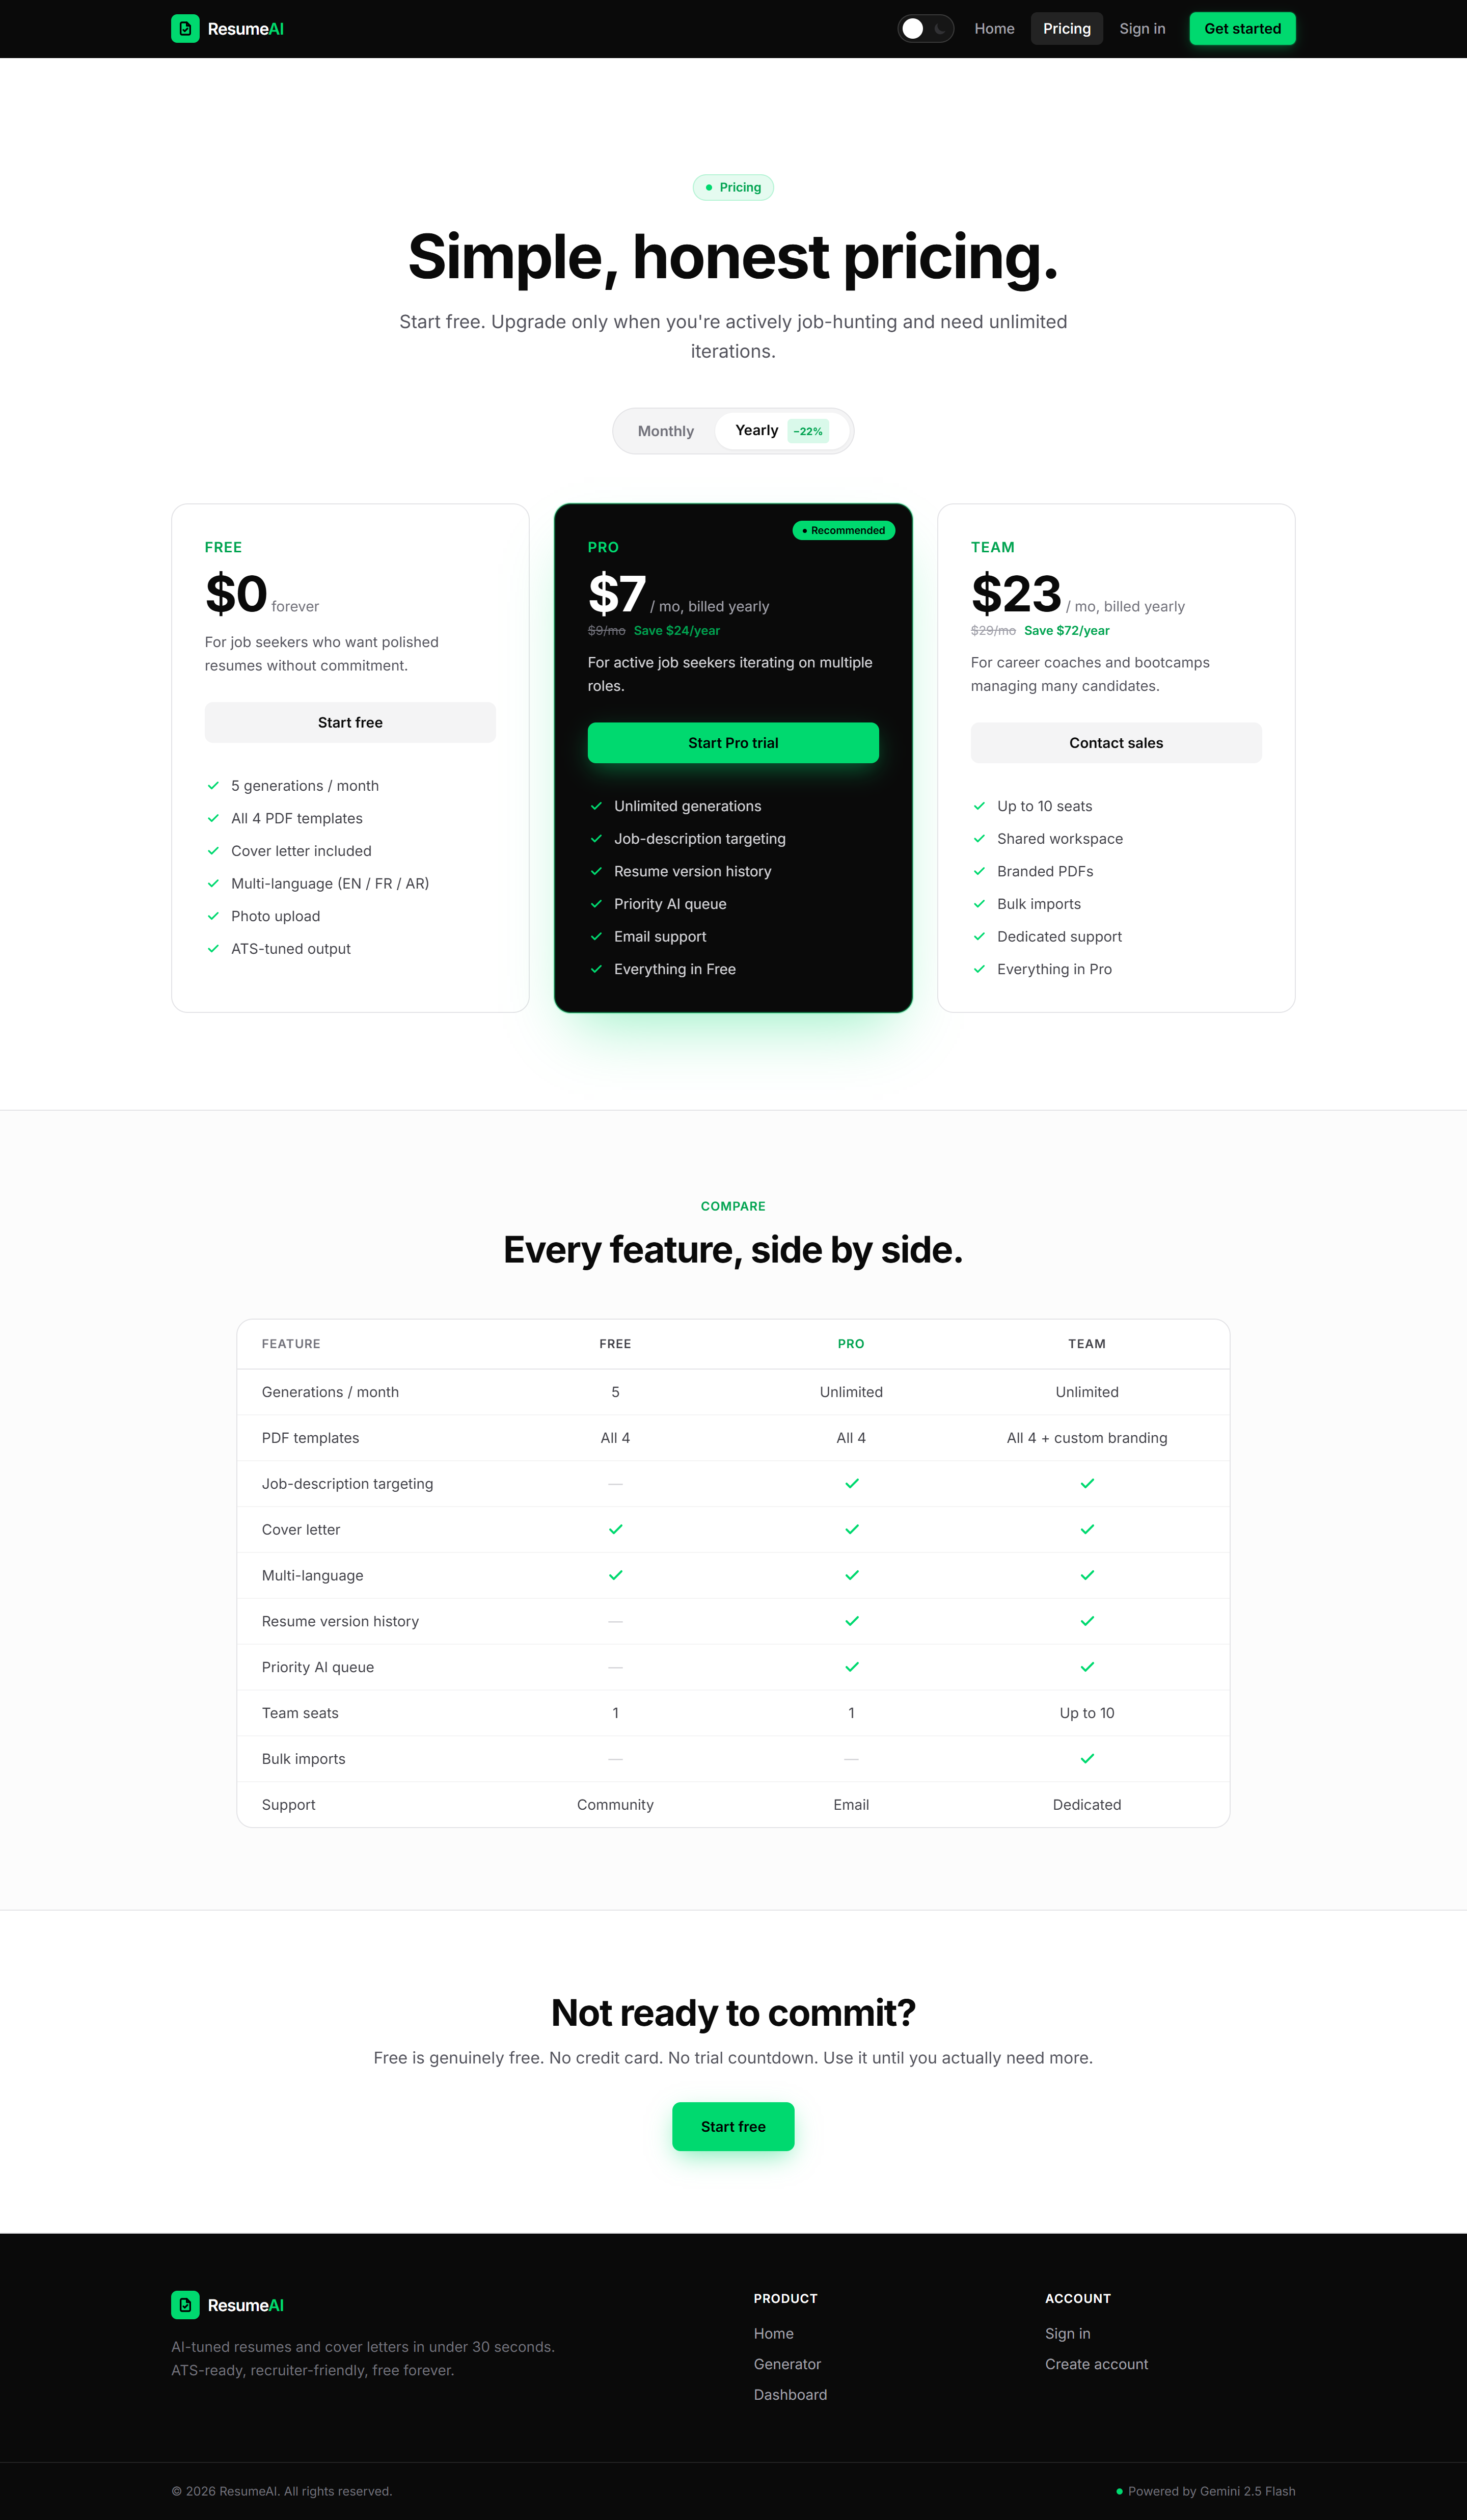 ResumeAI
Home
Pricing
Sign in
Get started
Pricing
Simple, honest pricing.
Start free. Upgrade only when you're actively job-hunting and need unlimited
iterations.
Monthly
Yearly
−22%
FREE
$0 forever
For job seekers who want polished
resumes without commitment.
Start free
5 generations / month
All 4 PDF templates
Cover letter included
Multi-language (EN / FR / AR)
Photo upload
ATS-tuned output
Recommended
PRO
$7 / mo, billed yearly
$9/mo Save $24/year
For active job seekers iterating on multiple
roles.
Start Pro trial
Unlimited generations
Job-description targeting
Resume version history
Priority AI queue
Email support
Everything in Free
TEAM
$23 / mo, billed yearly
$29/mo Save $72/year
For career coaches and bootcamps
managing many candidates.
Contact sales
Up to 10 seats
Shared workspace
Branded PDFs
Bulk imports
Dedicated support
Everything in Pro
COMPARE
Every feature, side by side.
FEATURE FREE PRO TEAM
Generations / month 5 Unlimited Unlimited
PDF templates All 4 All 4 All 4 + custom branding
Job-description targeting — ✓ ✓
Cover letter ✓ ✓ ✓
Multi-language ✓ ✓ ✓
Resume version history — ✓ ✓
Priority AI queue — ✓ ✓
Team seats 1 1 Up to 10
Bulk imports — — ✓
Support Community Email Dedicated
Not ready to commit?
Free is genuinely free. No credit card. No trial countdown. Use it until you actually need more.
Start free
ResumeAI
AI-tuned resumes and cover letters in under 30 seconds.
ATS-ready, recruiter-friendly, free forever.
PRODUCT
Home
Generator
Dashboard
ACCOUNT
Sign in
Create account
© 2026 ResumeAI. All rights reserved.
Powered by Gemini 2.5 Flash